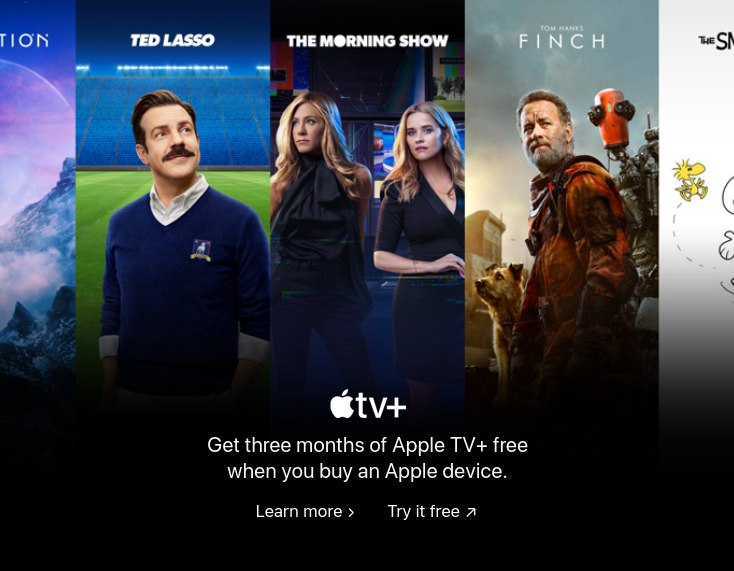 TION
TED LASSO
THE MORNING SHOW
TOM HANKS
FINCH
THE SN
tv+
Get three months of Apple TV+ free
when you buy an Apple device.
Learn more >
Try it free ↗